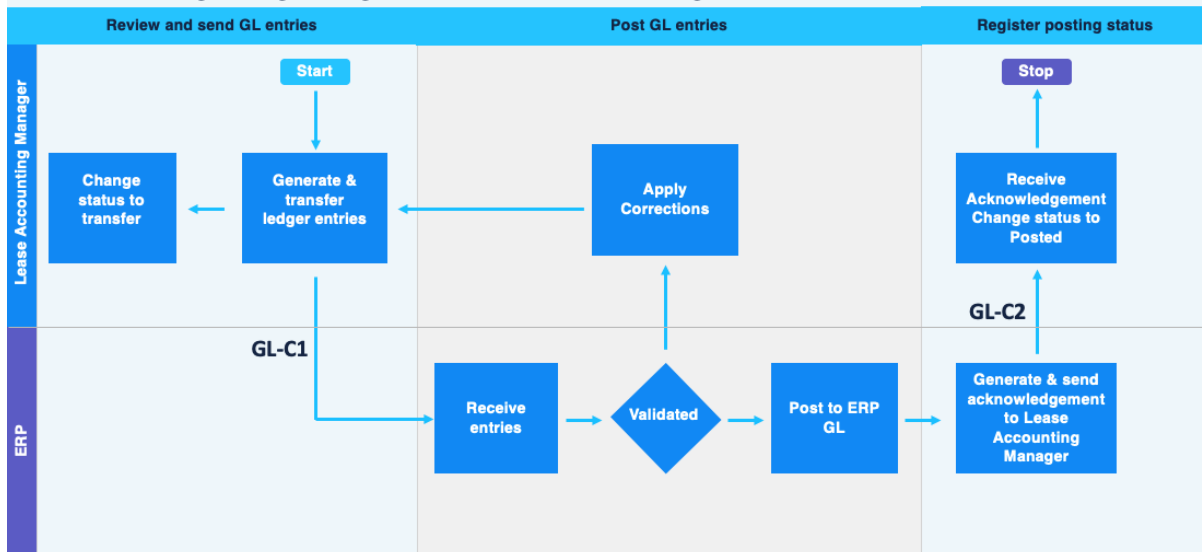 Review and send GL entries
Post GL entries
Register posting status
Lease Accounting Manager
Start
Stop
Change
status to
transfer
Generate &
transfer
ledger entries
Apply
Corrections
Receive
Acknowledgement
Change status to
Posted
GL-C1
GL-C2
ERP
Receive
entries
Validated
Post to ERP
GL
Generate & send
acknowledgement
to Lease
Accounting
Manager